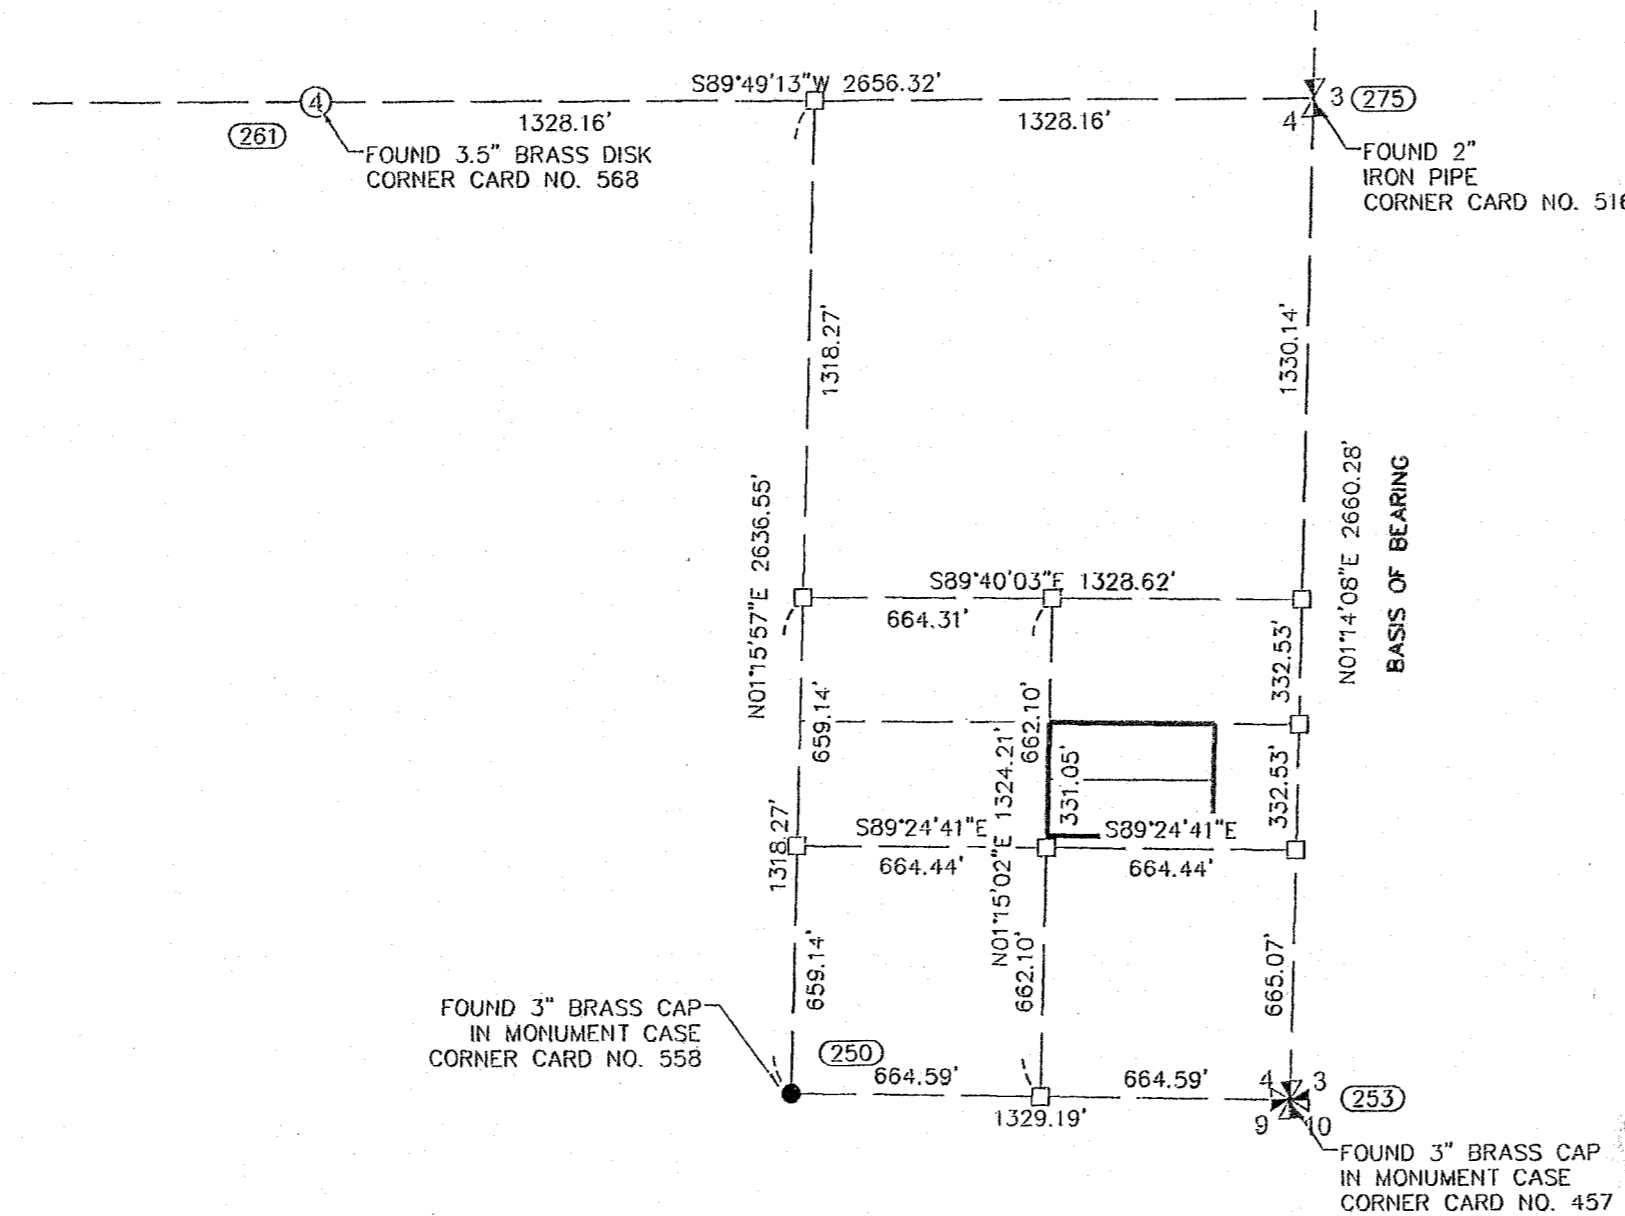 S89°49'13"W 2656.32'
4
3
275
4
261
1328.16'
1328.16'
FOUND 3.5" BRASS DISK
CORNER CARD NO. 568
FOUND 2"
IRON PIPE
CORNER CARD NO. 516
1318.27'
1330.14'
N01°15'57"E 2636.55'
N01°14'08"E 2660.28'
BASIS OF BEARING
S89°40'03"E 1328.62'
664.31'
332.53'
659.14'
662.10'
N01°15'02"E 1324.21'
331.05'
332.53'
1318.27'
S89°24'41"E
S89°24'41"E
664.44'
664.44'
659.14'
662.10'
665.07'
FOUND 3" BRASS CAP
IN MONUMENT CASE
CORNER CARD NO. 558
250
664.59'
664.59'
1329.19'
4
3
253
9
10
FOUND 3" BRASS CAP
IN MONUMENT CASE
CORNER CARD NO. 457